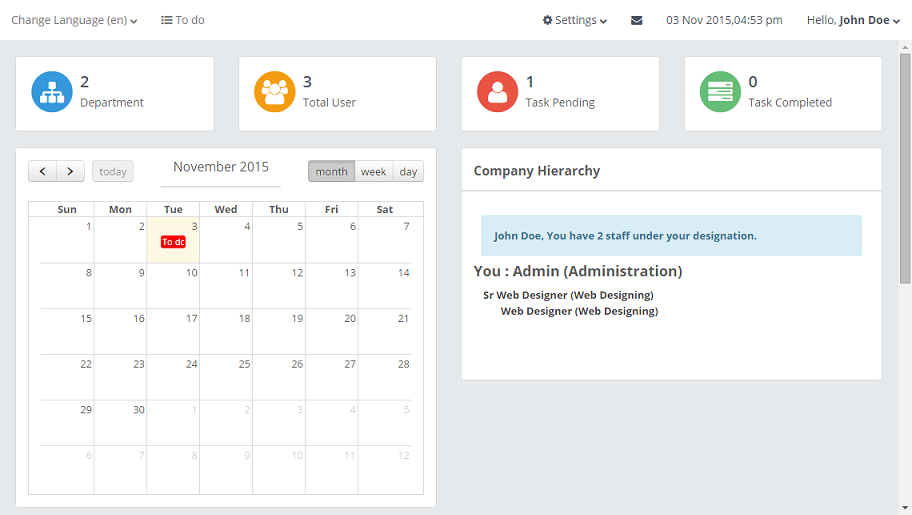 Change Language (en) To do Settings 03 Nov 2015,04:53 pm Hello, John Doe
2 3 1 0
Department Total User Task Pending Task Completed
today November 2015 month week day
Sun Mon Tue Wed Thu Fri Sat
1 2 3 4 5 6 7
To do
8 9 10 11 12 13 14
15 16 17 18 19 20 21
22 23 24 25 26 27 28
29 30 1 2 3 4 5
6 7 8 9 10 11 12
Company Hierarchy
John Doe, You have 2 staff under your designation.
You : Admin (Administration)
Sr Web Designer (Web Designing)
Web Designer (Web Designing)